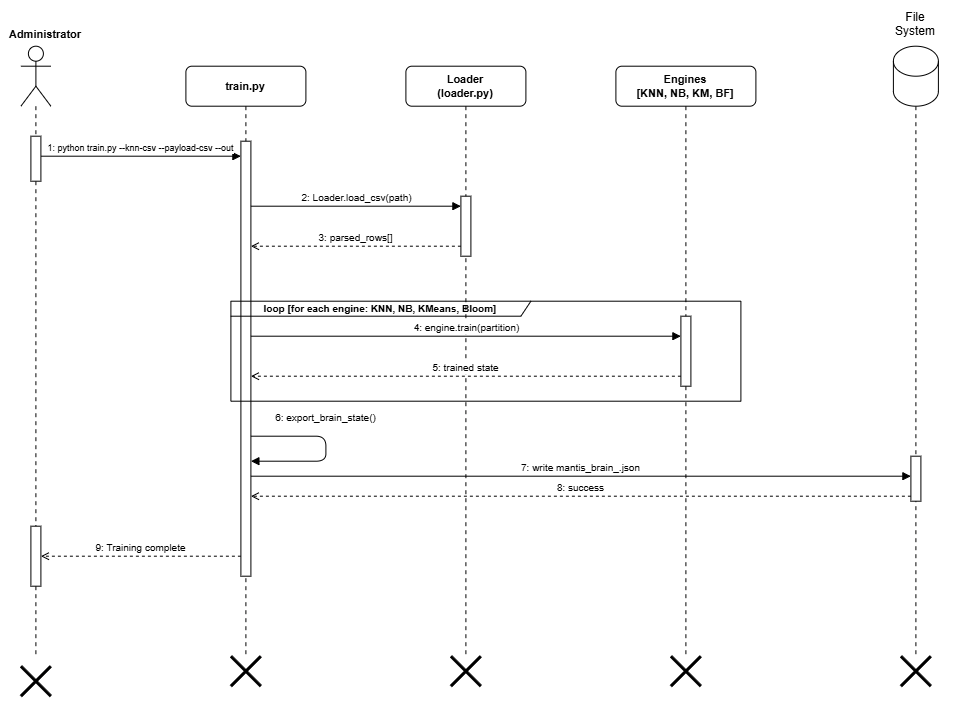 File
System
Administrator
train.py
Loader
(loader.py)
Engines
[KNN, NB, KM, BF]
1: python train.py --knn-csv --payload-csv --out
2: Loader.load_csv(path)
3: parsed_rows[]
loop [for each engine: KNN, NB, KMeans, Bloom]
4: engine.train(partition)
5: trained state
6: export_brain_state()
7: write mantis_brain_.json
8: success
9: Training complete